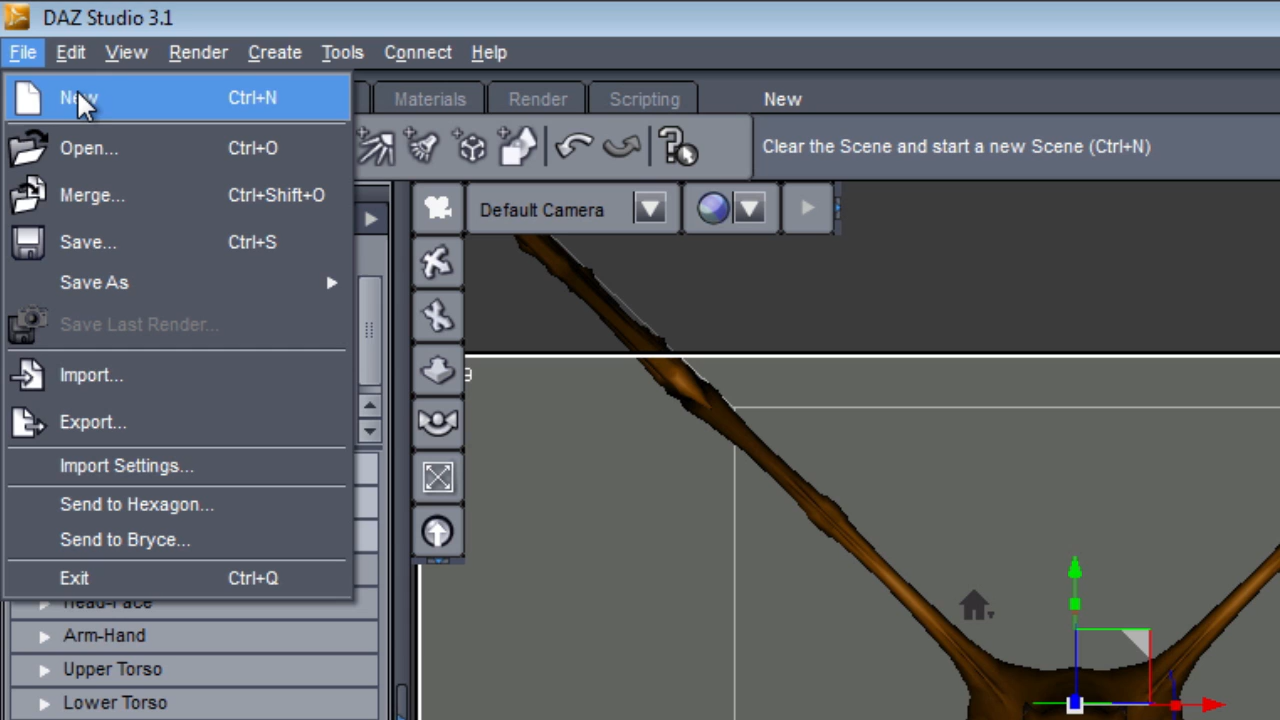 DAZ Studio 3.1
File Edit View Render Create Tools Connect Help
New Ctrl+N
Open... Ctrl+O
Merge... Ctrl+Shift+O
Save... Ctrl+S
Save As
Save Last Render...
Import...
Export...
Import Settings...
Send to Hexagon...
Send to Bryce...
Exit Ctrl+Q
Materials Render Scripting
New
Clear the Scene and start a new Scene (Ctrl+N)
Default Camera
Head-Face
Arm-Hand
Upper Torso
Lower Torso